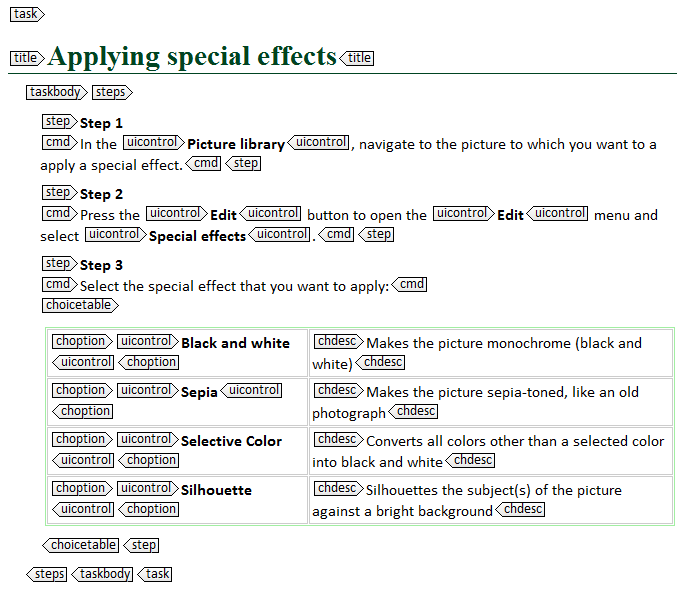 task
title Applying special effects title
taskbody steps
step Step 1
cmd In the uicontrol Picture library uicontrol , navigate to the picture to which you want to a
apply a special effect. cmd step
step Step 2
cmd Press the uicontrol Edit uicontrol button to open the uicontrol Edit uicontrol menu and
select uicontrol Special effects uicontrol . cmd step
step Step 3
cmd Select the special effect that you want to apply: cmd
choicetable
choption uicontrol Black and white
uicontrol choption
chdesc Makes the picture monochrome (black and
white) chdesc
choption uicontrol Sepia uicontrol
choption
chdesc Makes the picture sepia-toned, like an old
photograph chdesc
choption uicontrol Selective Color
uicontrol choption
chdesc Converts all colors other than a selected color
into black and white chdesc
choption uicontrol Silhouette
uicontrol choption
chdesc Silhouettes the subject(s) of the picture
against a bright background chdesc
choicetable step
steps taskbody task